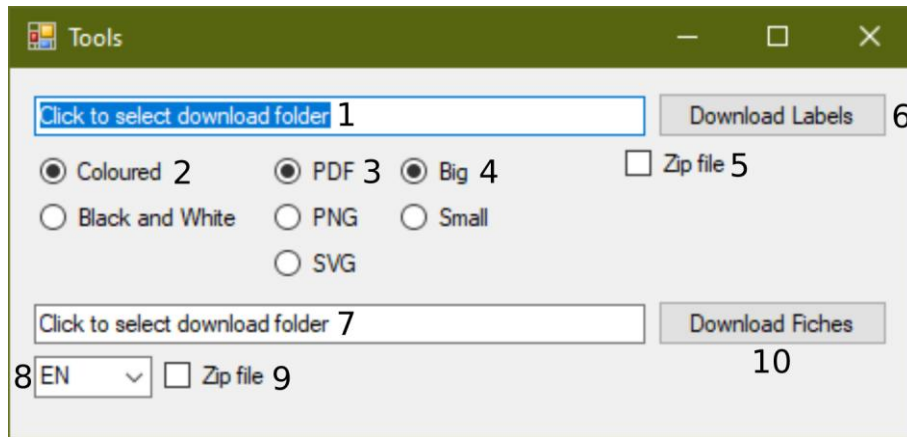 Tools
Click to select download folder 1
Download Labels 6
Coloured 2 PDF 3 Big 4 Zip file 5
Black and White PNG Small
SVG
Click to select download folder 7
Download Fiches
10
8 EN Zip file 9